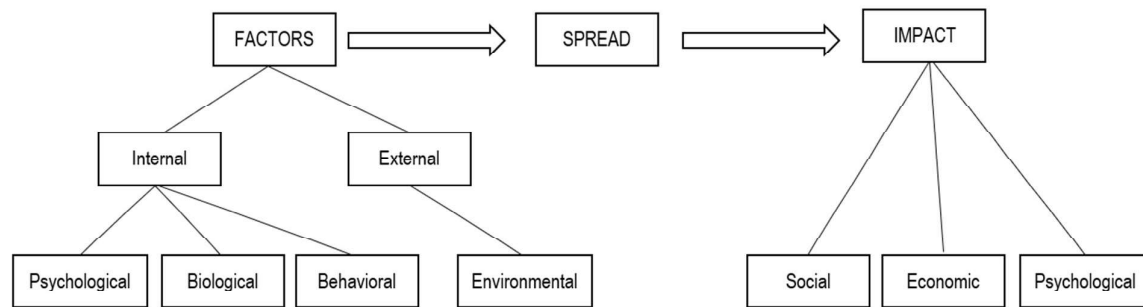 FACTORS
SPREAD
IMPACT
Internal
External
Psychological
Biological
Behavioral
Environmental
Social
Economic
Psychological